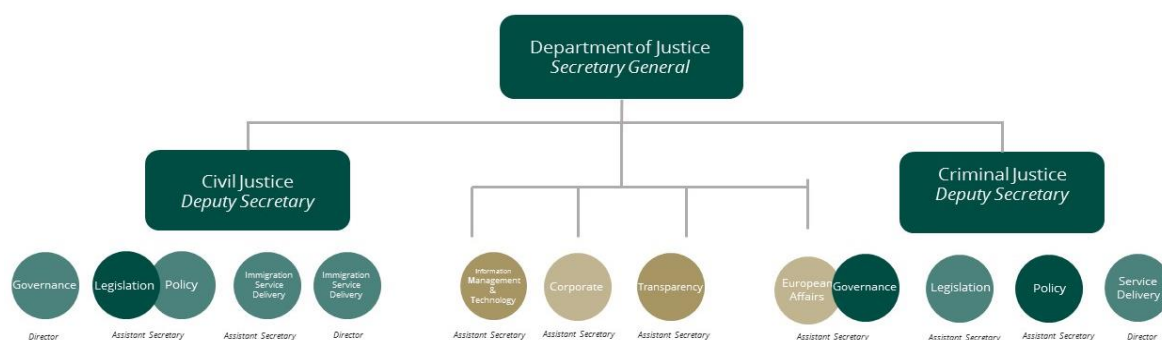 Department of Justice
Secretary General
Civil Justice
Deputy Secretary
Criminal Justice
Deputy Secretary
Governance
Legislation
Policy
Immigration
Service
Delivery
Immigration
Service
Delivery
Information
Management
&
Technology
Corporate
Transparency
European
Affairs
Governance
Legislation
Policy
Service
Delivery
Director
Assistant Secretary
Assistant Secretary
Director
Assistant Secretary
Assistant Secretary
Assistant Secretary
Assistant Secretary
Assistant Secretary
Assistant Secretary
Director